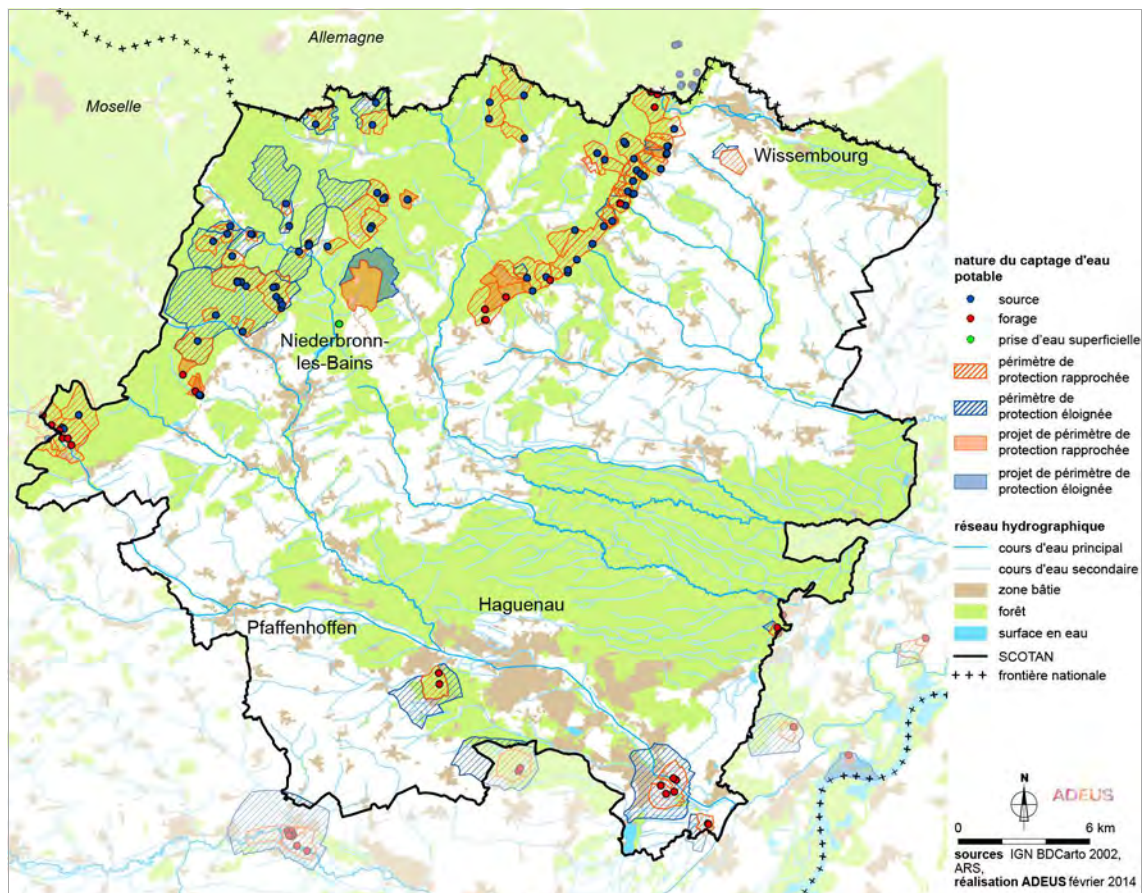 Allemagne
Moselle
Wissembourg
Niederbronn-
les-Bains
Haguenau
Pfaffenhoffen
nature du captage d'eau
potable
source
forage
prise d'eau superficielle
périmètre de
protection rapprochée
périmètre de
protection éloignée
projet de périmètre de
protection rapprochée
projet de périmètre de
protection éloignée
réseau hydrographique
cours d'eau principal
cours d'eau secondaire
zone bâtie
forêt
surface en eau
SCOTAN
frontière nationale
N
ADEUS
0 6 km
sources IGN BDCarto 2002,
ARS,
réalisation ADEUS février 2014